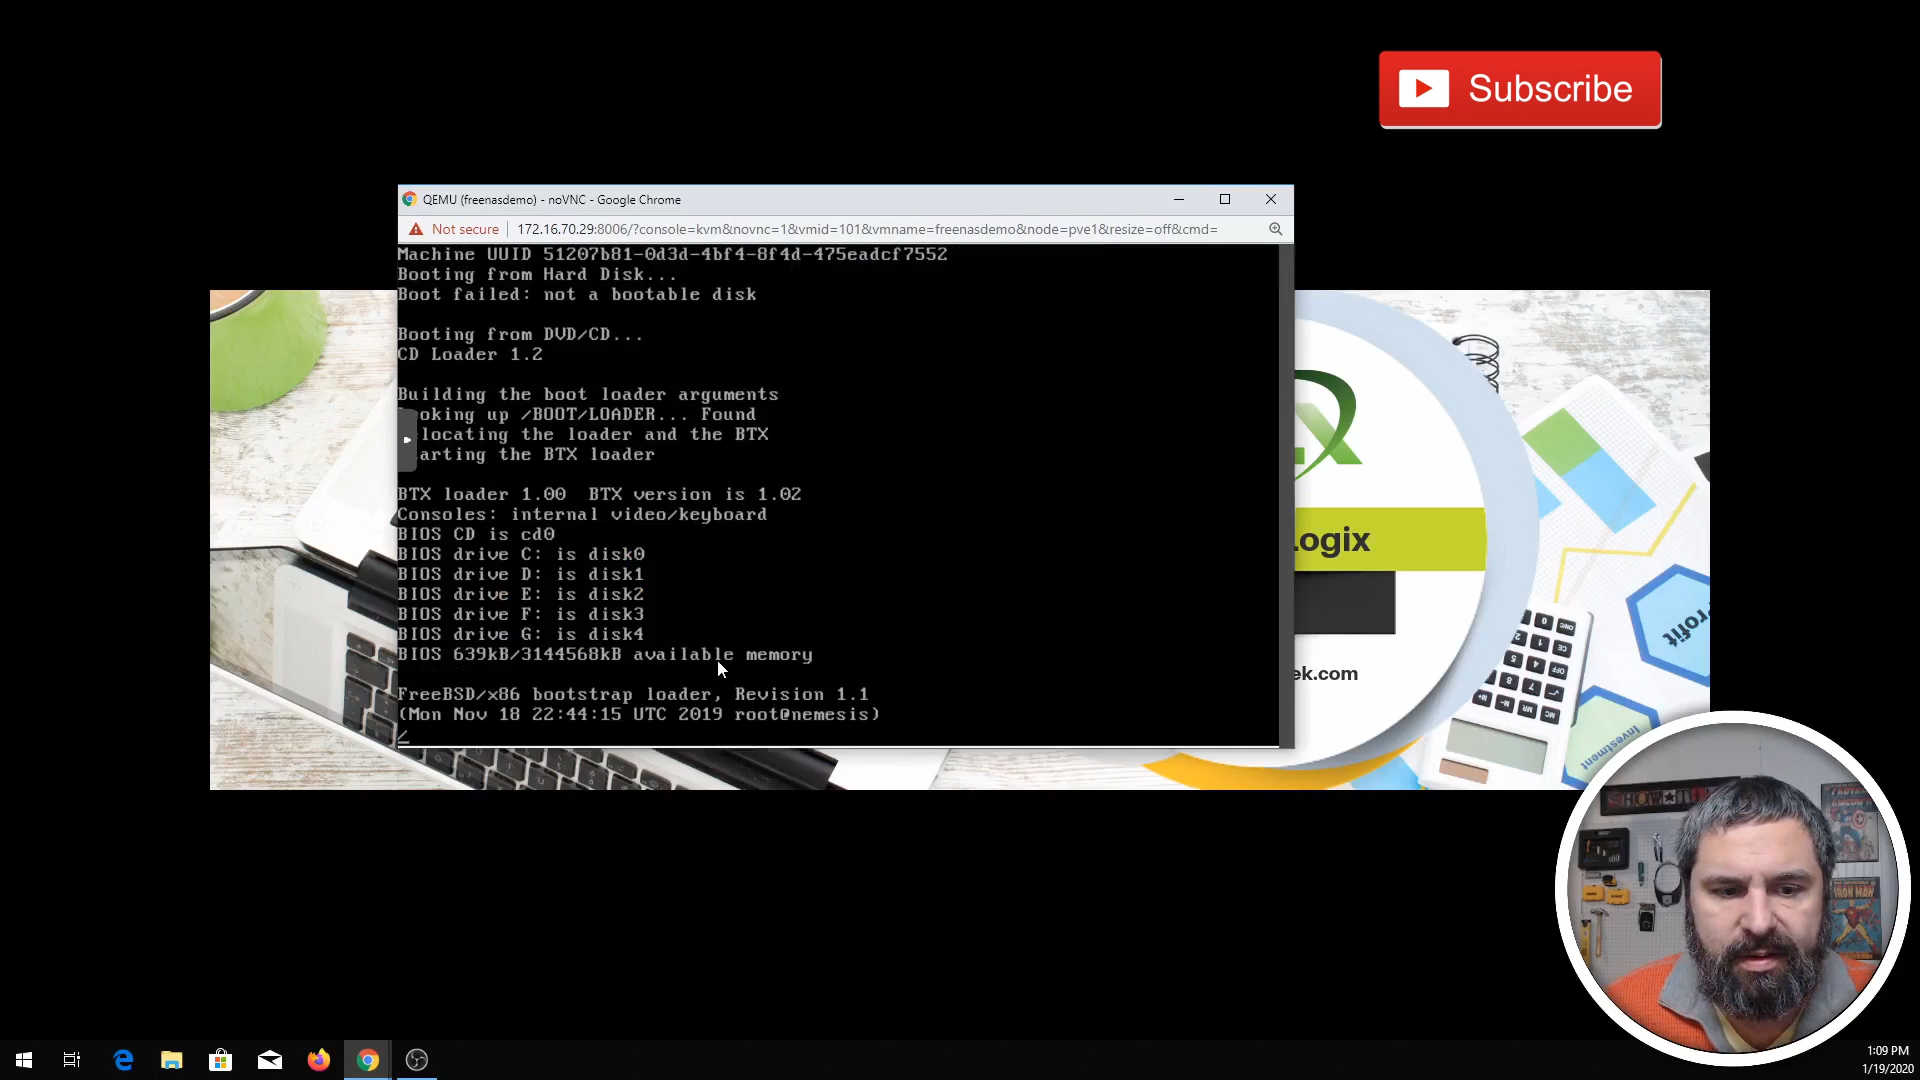 Subscribe
QEMU (freenasdemo) - noVNC - Google Chrome
Not secure
172.16.70.29:8006/?console=kvm&novnc=1&vmid=101&vmname=freenasdemo&node=pve1&resize=off&cmd=
Machine UUID 51207b81-0d3d-4bf4-8f4d-475eadcf7552
Booting from Hard Disk...
Boot failed: not a bootable disk
Booting from DVD/CD...
CD Loader 1.2
Building the boot loader arguments
ooking up /BOOT/LOADER... Found
locating the loader and the BTX
arting the BTX loader
BTX loader 1.00 BTX version is 1.02
Consoles: internal video/keyboard
BIOS CD is cd0
BIOS drive C: is disk0
BIOS drive D: is disk1
BIOS drive E: is disk2
BIOS drive F: is disk3
BIOS drive G: is disk4
BIOS 639kB/3144568kB available memory
FreeBSD/x86 bootstrap loader, Revision 1.1
(Mon Nov 18 22:44:15 UTC 2019 root@nemesis)
/
Logix
ek.com
Profit
Investment
IRON MAN
1:09 PM
1/19/2020